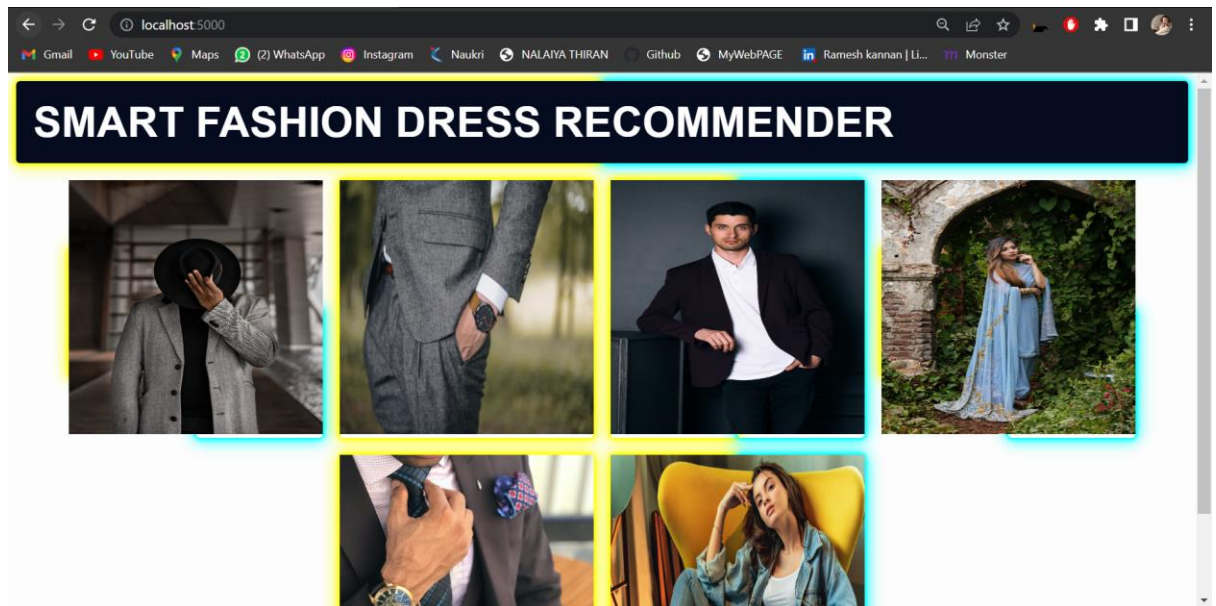 localhost:5000
Gmail YouTube Maps (2) WhatsApp Instagram Naukri NALAIYA THIRAN Github MyWebPAGE Ramesh kannan | Li... Monster
SMART FASHION DRESS RECOMMENDER